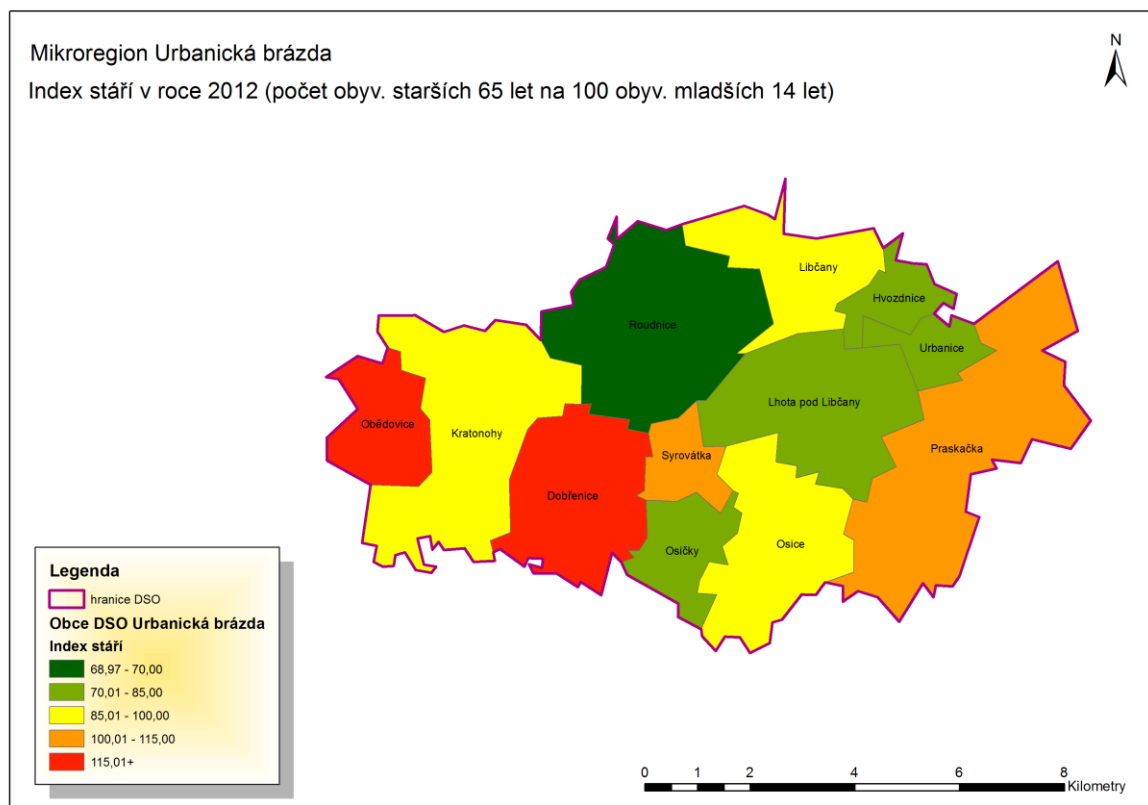 Mikroregion Urbanická brázda
Index stáří v roce 2012 (počet obyv. starších 65 let na 100 obyv. mladších 14 let)
N
Libčany
Hvozdnice
Roudnice
Urbanice
Lhota pod Libčany
Obědovice
Kratonohy
Syrovátka
Praskačka
Dobřenice
Osičky
Osice
Legenda
hranice DSO
Obce DSO Urbanická brázda
Index stáří
68,97 - 70,00
70,01 - 85,00
85,01 - 100,00
100,01 - 115,00
115,01+
0 1 2 4 6 8
Kilometry